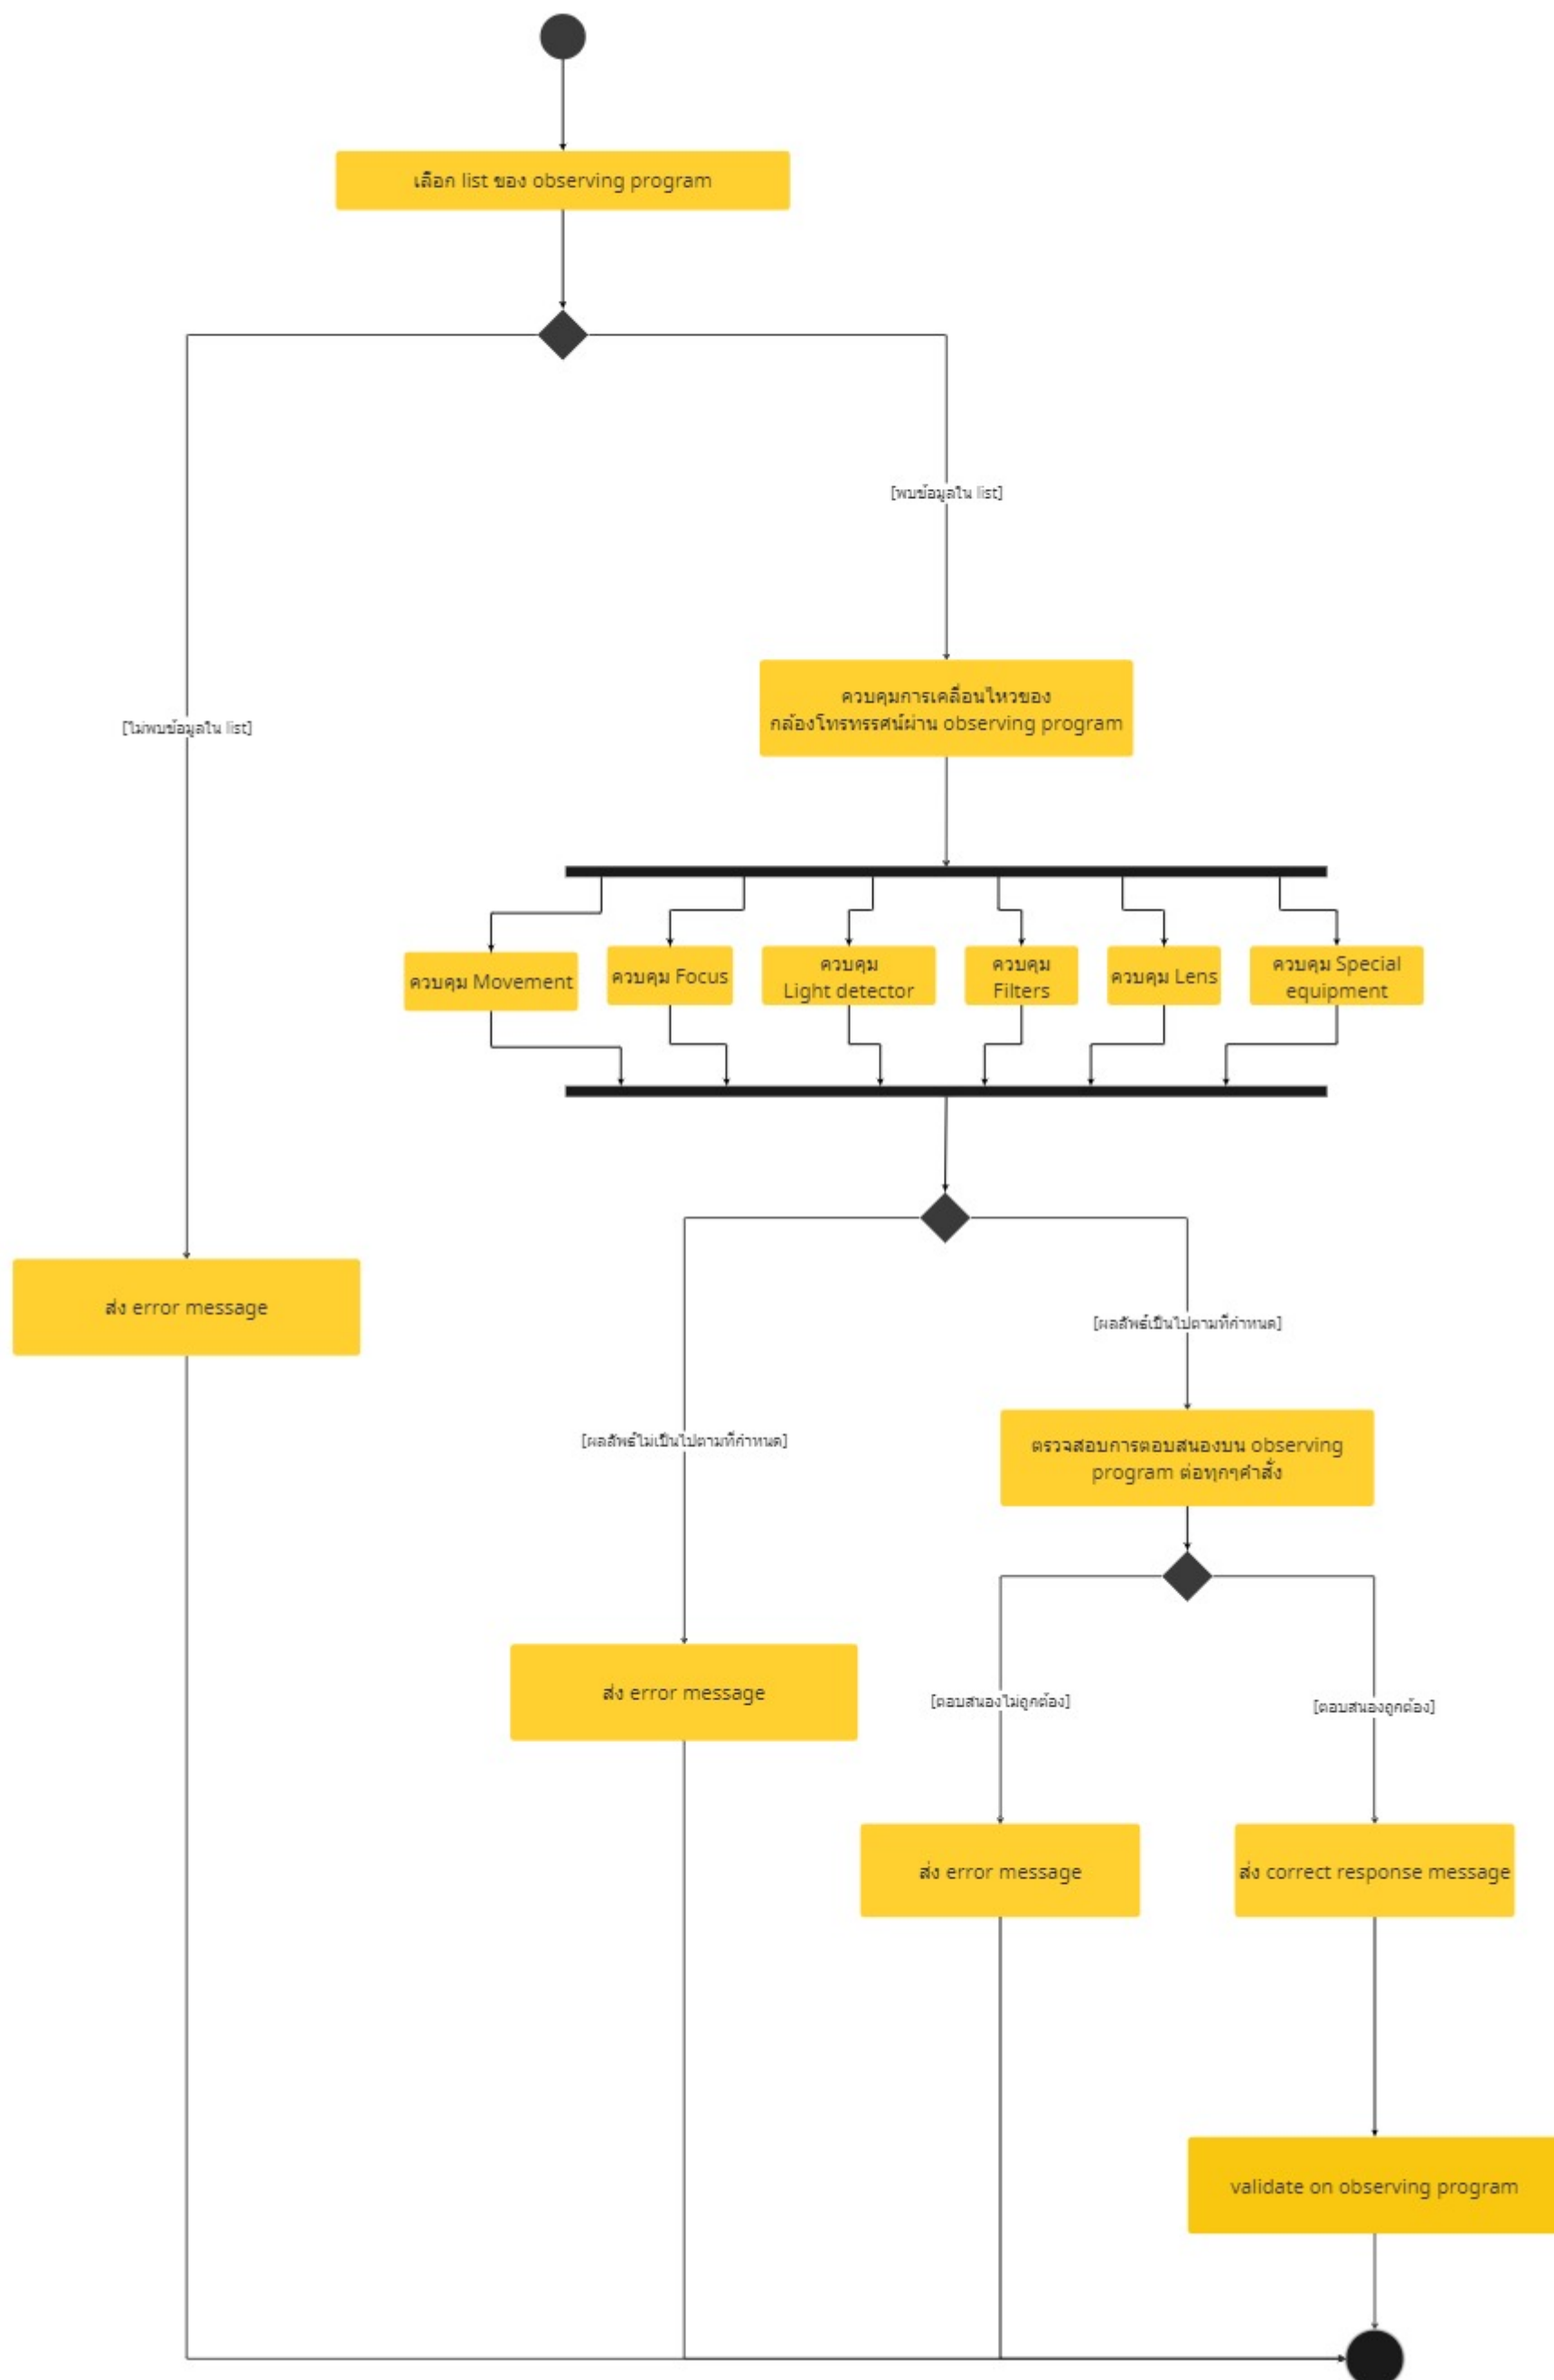 เลือก list ของ observing program
[พบข้อมูลใน list]
ควบคุมการเคลื่อนไหวของ
กล้องโทรทรรศน์ผ่าน observing program
[ไม่พบข้อมูลใน list]
ควบคุม Movement
ควบคุม Focus
ควบคุม
Light detector
ควบคุม
Filters
ควบคุม Lens
ควบคุม Special
equipment
ส่ง error message
[ผลลัพธ์เป็นไปตามที่กำหนด]
[ผลลัพธ์ไม่เป็นไปตามที่กำหนด]
ตรวจสอบการตอบสนองบน observing
program ต่อทุกๆคำสั่ง
ส่ง error message
[ตอบสนองไม่ถูกต้อง]
[ตอบสนองถูกต้อง]
ส่ง error message
ส่ง correct response message
validate on observing program